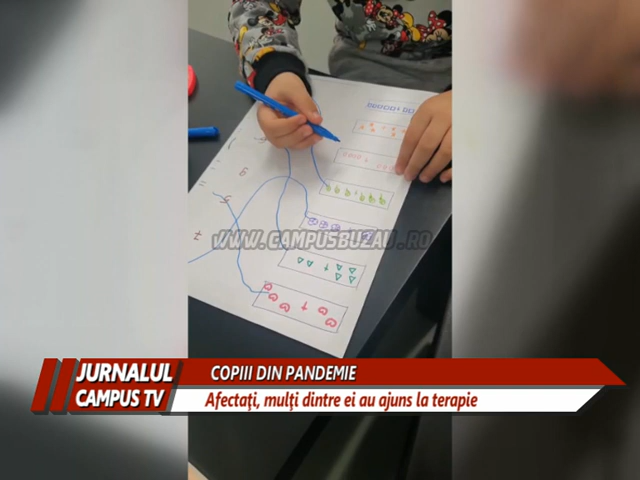 WWW.CAMPUSBUZAU.RO
JURNALUL
CAMPUS TV
COPIII DIN PANDEMIE
Afectați, mulți dintre ei au ajuns la terapie